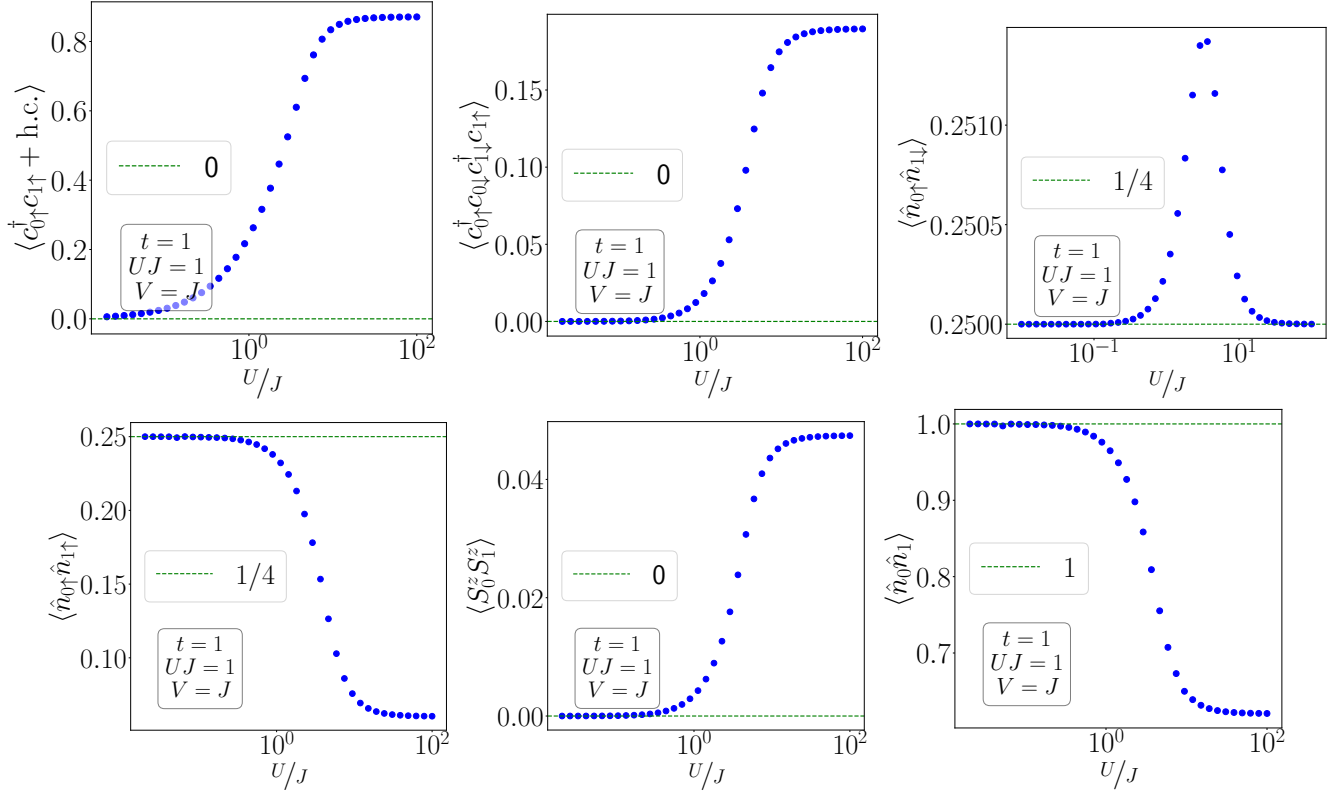 ⟨c†0↑c1↑ + h.c.⟩
0.8
0.6
0.4
0.2
0.0
0
t = 1
UJ = 1
V = J
10^0
10^2
U/J
⟨c†0↑c0↓c†1↓c1↑⟩
0.15
0.10
0.05
0.00
0
t = 1
UJ = 1
V = J
10^0
10^2
U/J
⟨n̂0↑n̂1↓⟩
0.2510
0.2505
0.2500
1/4
t = 1
UJ = 1
V = J
10^−1
10^1
U/J
⟨n̂0↑n̂1↑⟩
0.25
0.20
0.15
0.10
1/4
t = 1
UJ = 1
V = J
10^0
10^2
U/J
⟨S^z_0 S^z_1⟩
0.04
0.02
0.00
0
t = 1
UJ = 1
V = J
10^0
10^2
U/J
⟨n̂0n̂1⟩
1.0
0.9
0.8
0.7
1
t = 1
UJ = 1
V = J
10^0
10^2
U/J